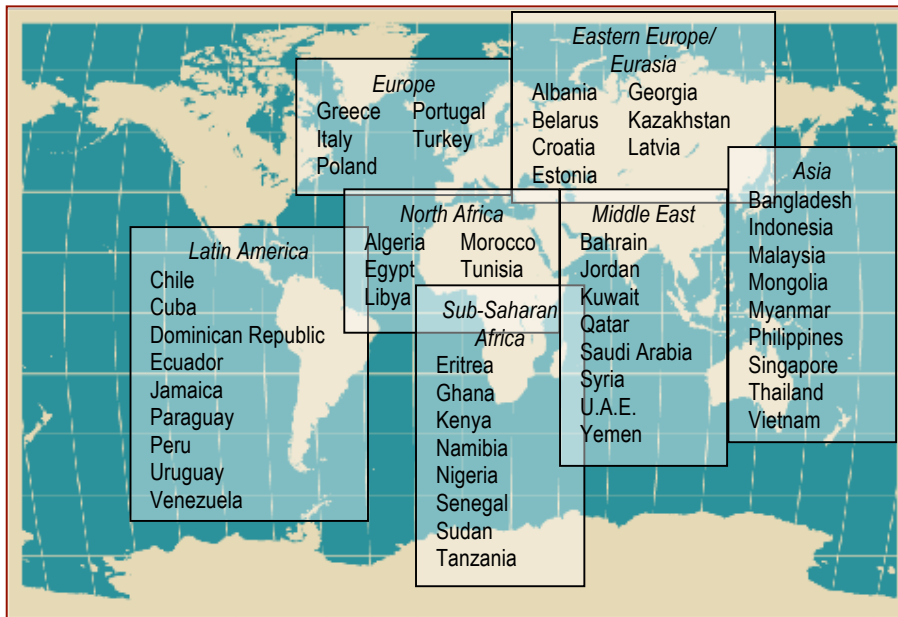 Eastern Europe/
Eurasia
Albania Georgia
Belarus Kazakhstan
Croatia Latvia
Estonia
Europe
Greece Portugal
Italy Turkey
Poland
Asia
Bangladesh
Indonesia
Malaysia
Mongolia
Myanmar
Philippines
Singapore
Thailand
Vietnam
North Africa
Algeria Morocco
Egypt Tunisia
Libya
Middle East
Bahrain
Jordan
Kuwait
Qatar
Saudi Arabia
Syria
U.A.E.
Yemen
Latin America
Chile
Cuba
Dominican Republic
Ecuador
Jamaica
Paraguay
Peru
Uruguay
Venezuela
Sub-Saharan
Africa
Eritrea
Ghana
Kenya
Namibia
Nigeria
Senegal
Sudan
Tanzania